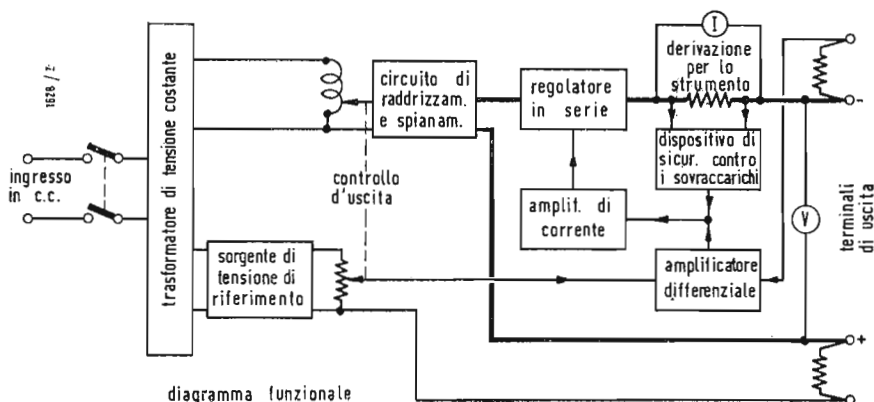 1628 / 2-
ingresso
in c.c.
trasformatore di tensione costante
circuito di
raddrizzam.
e spianam.
controllo
d'uscita
sorgente di
tensione di
riferimento
regolatore
in serie
I
derivazione
per lo
strumento
dispositivo di
sicur. contro
i sovraccarichi
amplif. di
corrente
amplificatore
differenziale
V
-
+
terminali
di uscita
diagramma funzionale